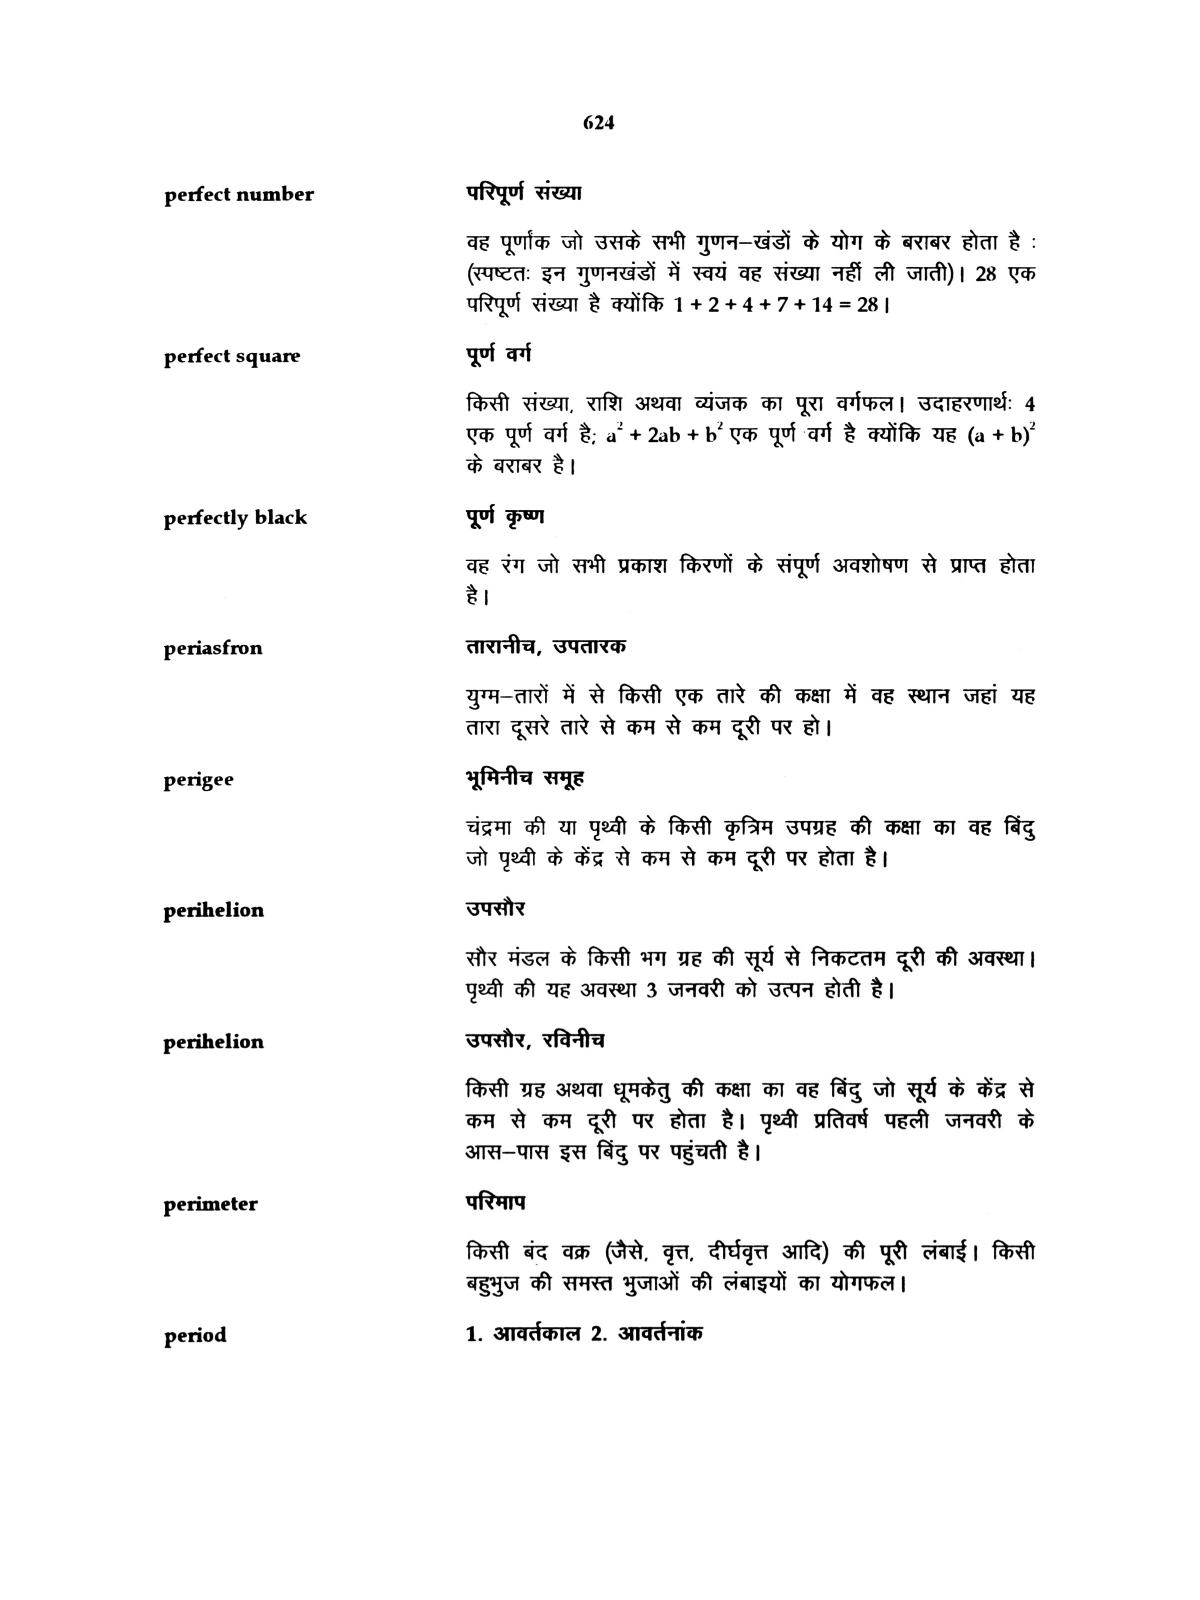 624
perfect number परिपूर्ण संख्या
वह पूर्णांक जो उसके सभी गुणन–खंडों के योग के बराबर होता है :
(स्पष्टतः इन गुणनखंडों में स्वयं वह संख्या नहीं ली जाती)। 28 एक
परिपूर्ण संख्या है क्योंकि 1 + 2 + 4 + 7 + 14 = 28।
perfect square पूर्ण वर्ग
किसी संख्या, राशि अथवा व्यंजक का पूरा वर्गफल। उदाहरणार्थः 4
एक पूर्ण वर्ग है; a² + 2ab + b² एक पूर्ण वर्ग है क्योंकि यह (a + b)²
के बराबर है।
perfectly black पूर्ण कृष्ण
वह रंग जो सभी प्रकाश किरणों के संपूर्ण अवशोषण से प्राप्त होता
है।
periasfron तारानीच, उपतारक
युग्म–तारों में से किसी एक तारे की कक्षा में वह स्थान जहां यह
तारा दूसरे तारे से कम से कम दूरी पर हो।
perigee भूमिनीच समूह
चंद्रमा की या पृथ्वी के किसी कृत्रिम उपग्रह की कक्षा का वह बिंदु
जो पृथ्वी के केंद्र से कम से कम दूरी पर होता है।
perihelion उपसौर
सौर मंडल के किसी भग ग्रह की सूर्य से निकटतम दूरी की अवस्था।
पृथ्वी की यह अवस्था 3 जनवरी को उत्पन होती है।
perihelion उपसौर, रविनीच
किसी ग्रह अथवा धूमकेतु की कक्षा का वह बिंदु जो सूर्य के केंद्र से
कम से कम दूरी पर होता है। पृथ्वी प्रतिवर्ष पहली जनवरी के
आस–पास इस बिंदु पर पहुंचती है।
perimeter परिमाप
किसी बंद वक्र (जैसे, वृत्त, दीर्घवृत्त आदि) की पूरी लंबाई। किसी
बहुभुज की समस्त भुजाओं की लंबाइयों का योगफल।
period 1. आवर्तकाल 2. आवर्तनांक